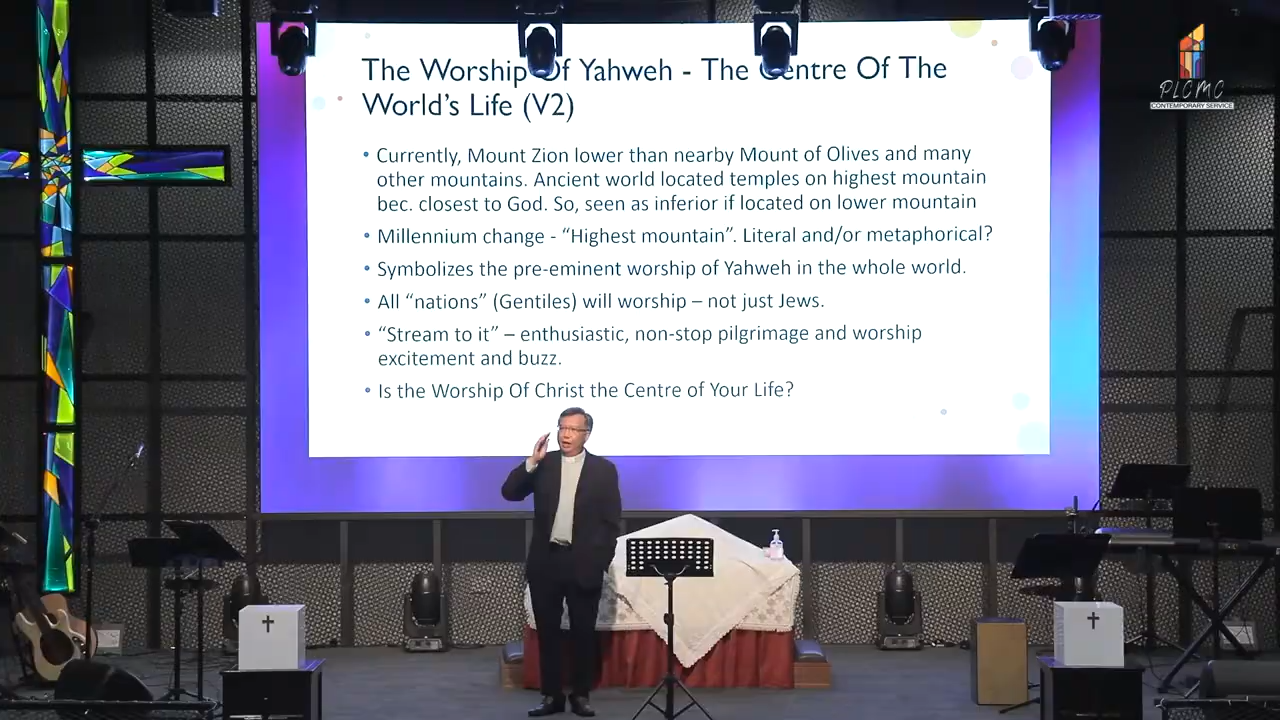 The Worship Of Yahweh - The Centre Of The
World's Life (V2)
• Currently, Mount Zion lower than nearby Mount of Olives and many
other mountains. Ancient world located temples on highest mountain
bec. closest to God. So, seen as inferior if located on lower mountain
• Millennium change - “Highest mountain”. Literal and/or metaphorical?
• Symbolizes the pre-eminent worship of Yahweh in the whole world.
• All “nations” (Gentiles) will worship – not just Jews.
• “Stream to it” – enthusiastic, non-stop pilgrimage and worship
excitement and buzz.
• Is the Worship Of Christ the Centre of Your Life?
PLCMC
CONTEMPORARY SERVICE